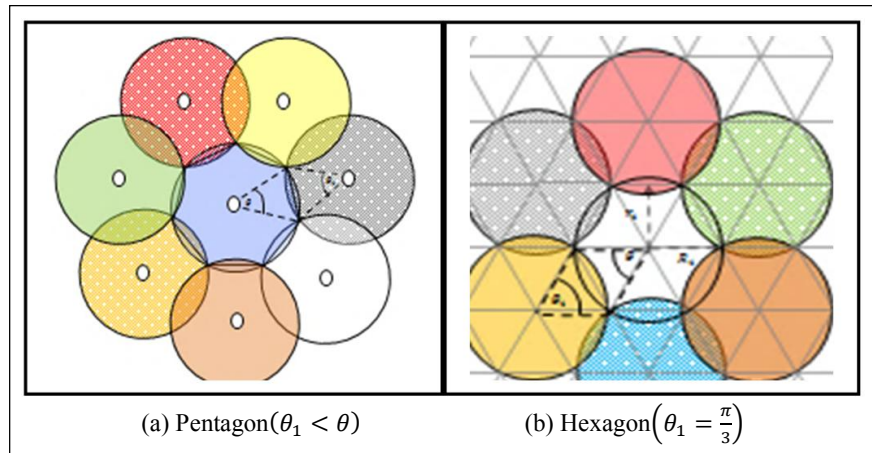 (a) Pentagon(θ₁ < θ)
(b) Hexagon(θ₁ = π/3)